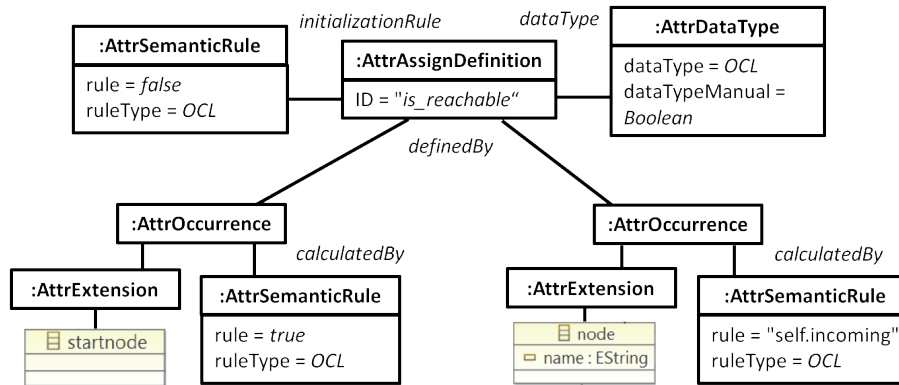 initializationRule
dataType
:AttrSemanticRule
rule = false
ruleType = OCL
:AttrAssignDefinition
ID = "is_reachable“
:AttrDataType
dataType = OCL
dataTypeManual =
Boolean
definedBy
:AttrOccurrence
calculatedBy
:AttrExtension
startnode
:AttrSemanticRule
rule = true
ruleType = OCL
:AttrOccurrence
calculatedBy
:AttrExtension
node
name : EString
:AttrSemanticRule
rule = "self.incoming"
ruleType = OCL